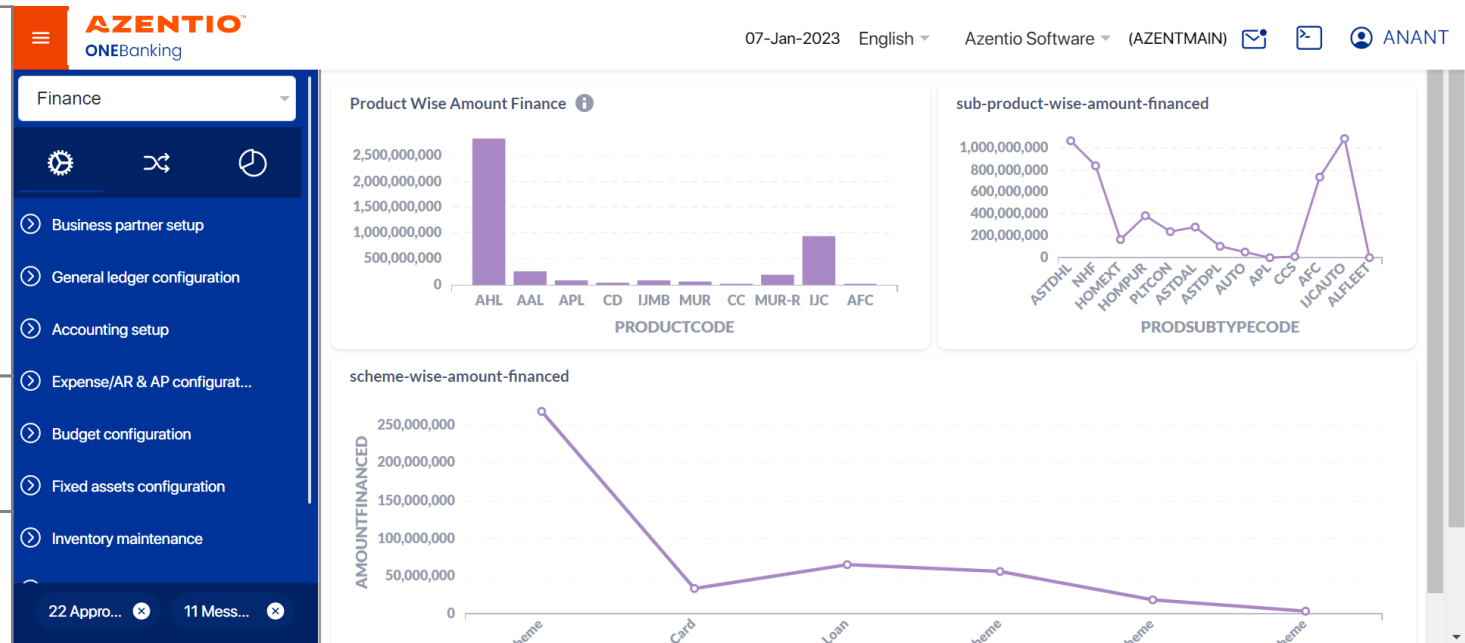 AZENTIO
ONEBanking
07-Jan-2023 English Azentio Software (AZENTMAIN) ANANT
Finance
Business partner setup
General ledger configuration
Accounting setup
Expense/AR & AP configurat...
Budget configuration
Fixed assets configuration
Inventory maintenance
22 Appro... 11 Mess...
Product Wise Amount Finance
2,500,000,000
2,000,000,000
1,500,000,000
1,000,000,000
500,000,000
0
AHL AAL APL CD IJMB MUR CC MUR-R IJC AFC
PRODUCTCODE
sub-product-wise-amount-financed
1,000,000,000
800,000,000
600,000,000
400,000,000
200,000,000
0
ASTDHL NHF HOMEXT HOMPUR PLTCON ASTDAL ASTDPL AUTO APL CCS AFC IJCAUTO ALFLEET
PRODSUBTYPECODE
scheme-wise-amount-financed
AMOUNTFINANCED
250,000,000
200,000,000
150,000,000
100,000,000
50,000,000
0
heme Card Loan heme heme heme